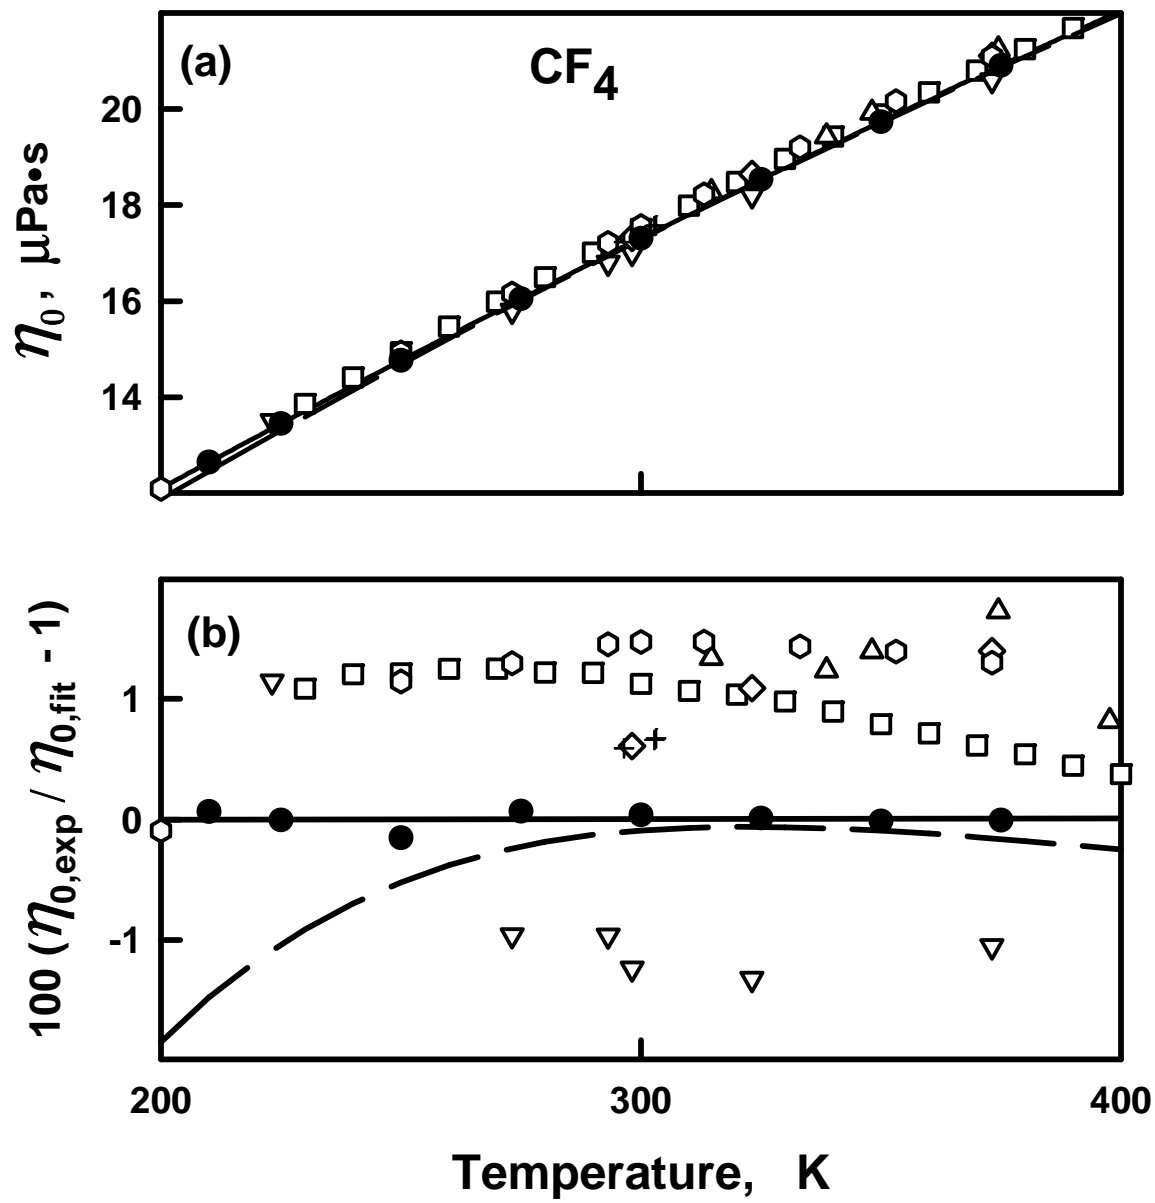 (a)
CF4
20
18
16
14
η0, μPa•s
(b)
1
0
-1
100 (η0,exp / η0,fit - 1)
200
300
400
Temperature, K